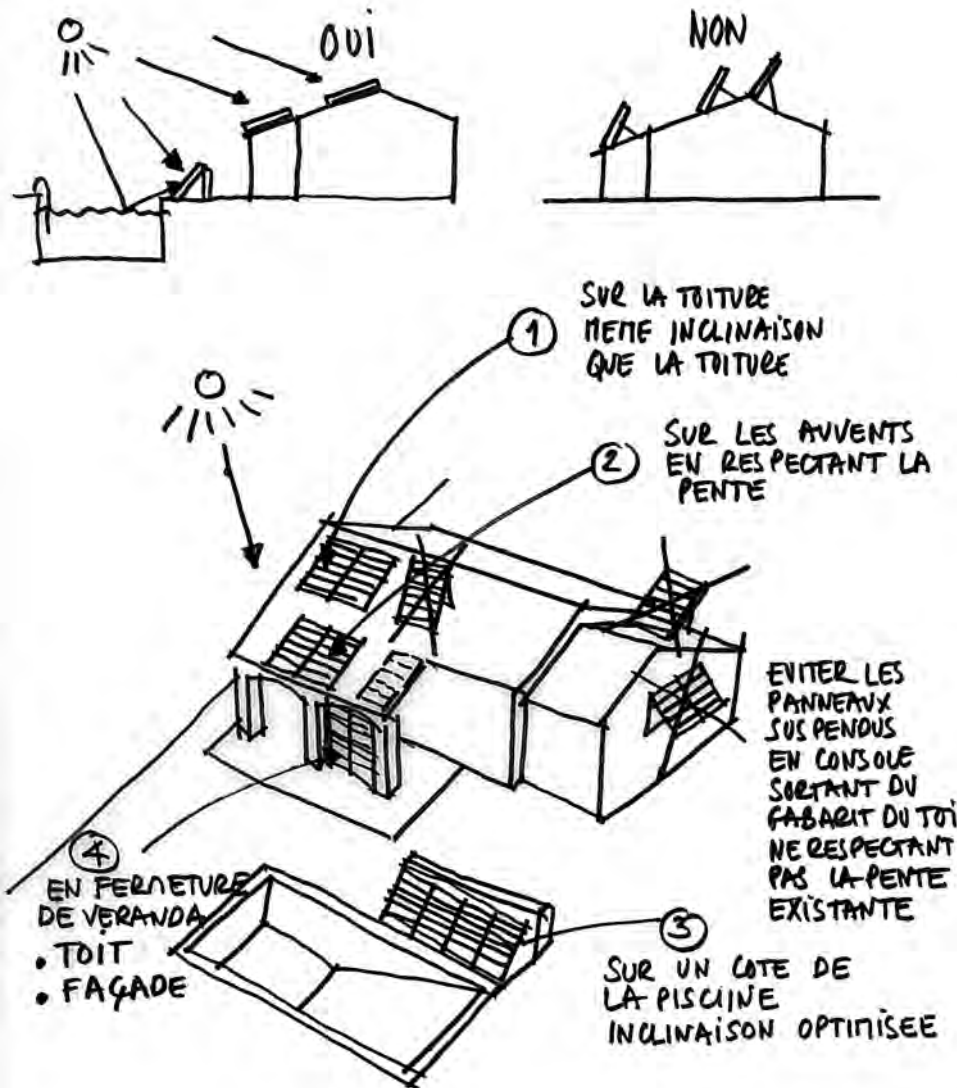 OUI
NON
1
SUR LA TOITURE
MEME INCLINAISON
QUE LA TOITURE
2
SUR LES AUVENTS
EN RESPECTANT LA
PENTE
EVITER LES
PANNEAUX
SUSPENDUS
EN CONSOLE
SORTANT DU
GABARIT DU TOI
NE RESPECTANT
PAS LA PENTE
EXISTANTE
4
EN FERMETURE
DE VERANDA
• TOIT
• FAÇADE
3
SUR UN COTE DE
LA PISCINE
INCLINAISON OPTIMISEE